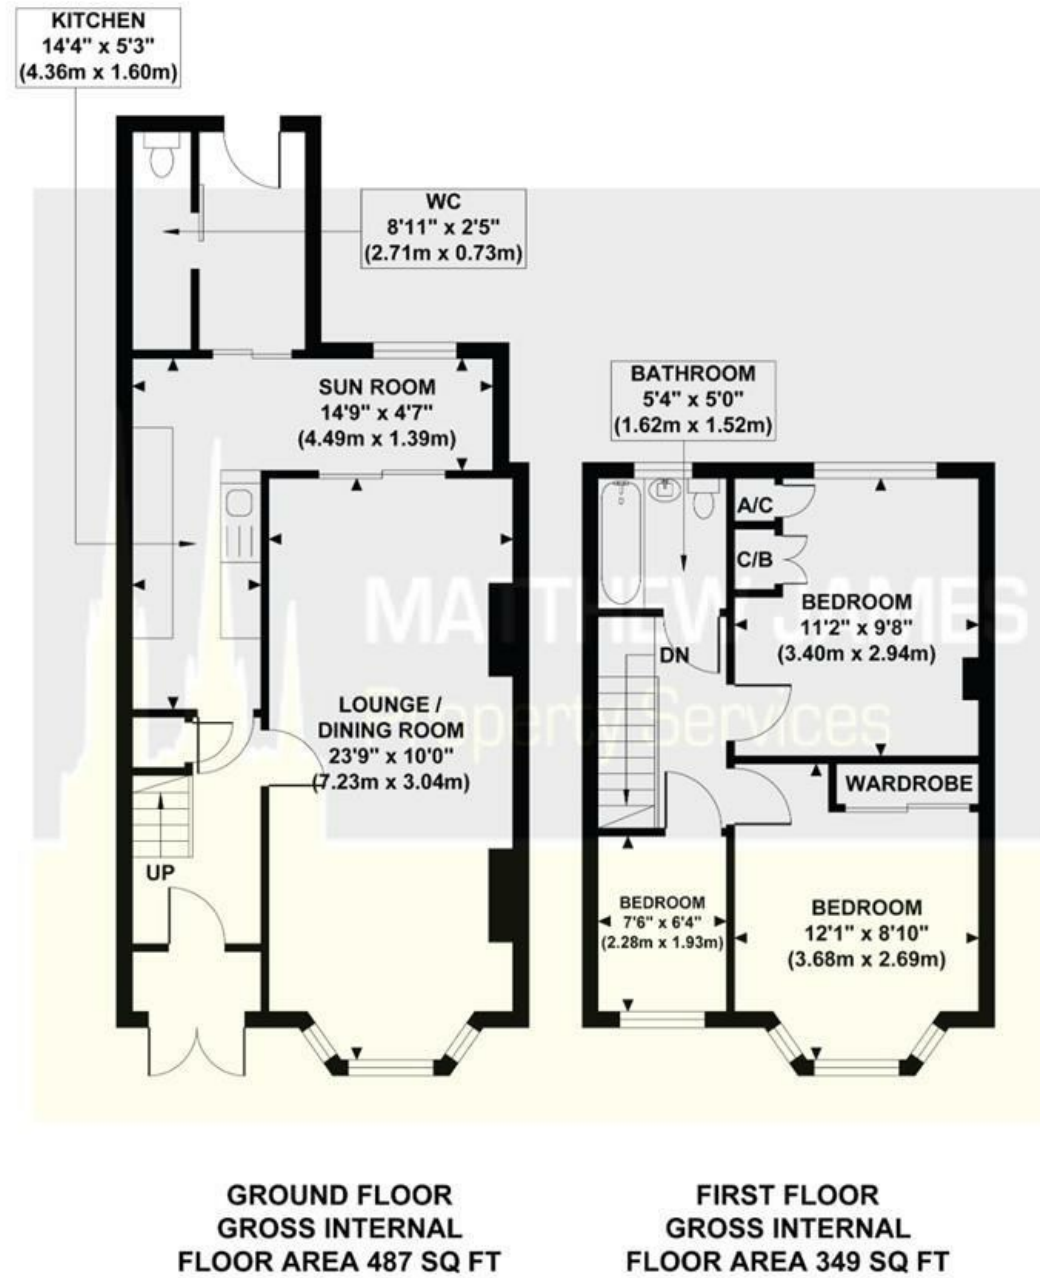 KITCHEN
14'4" x 5'3"
(4.36m x 1.60m)
WC
8'11" x 2'5"
(2.71m x 0.73m)
SUN ROOM
14'9" x 4'7"
(4.49m x 1.39m)
BATHROOM
5'4" x 5'0"
(1.62m x 1.52m)
A/C
C/B
MATTHEW JAMES
Property Services
BEDROOM
11'2" x 9'8"
(3.40m x 2.94m)
DN
LOUNGE /
DINING ROOM
23'9" x 10'0"
(7.23m x 3.04m)
WARDROBE
UP
BEDROOM
7'6" x 6'4"
(2.28m x 1.93m)
BEDROOM
12'1" x 8'10"
(3.68m x 2.69m)
GROUND FLOOR
GROSS INTERNAL
FLOOR AREA 487 SQ FT
FIRST FLOOR
GROSS INTERNAL
FLOOR AREA 349 SQ FT